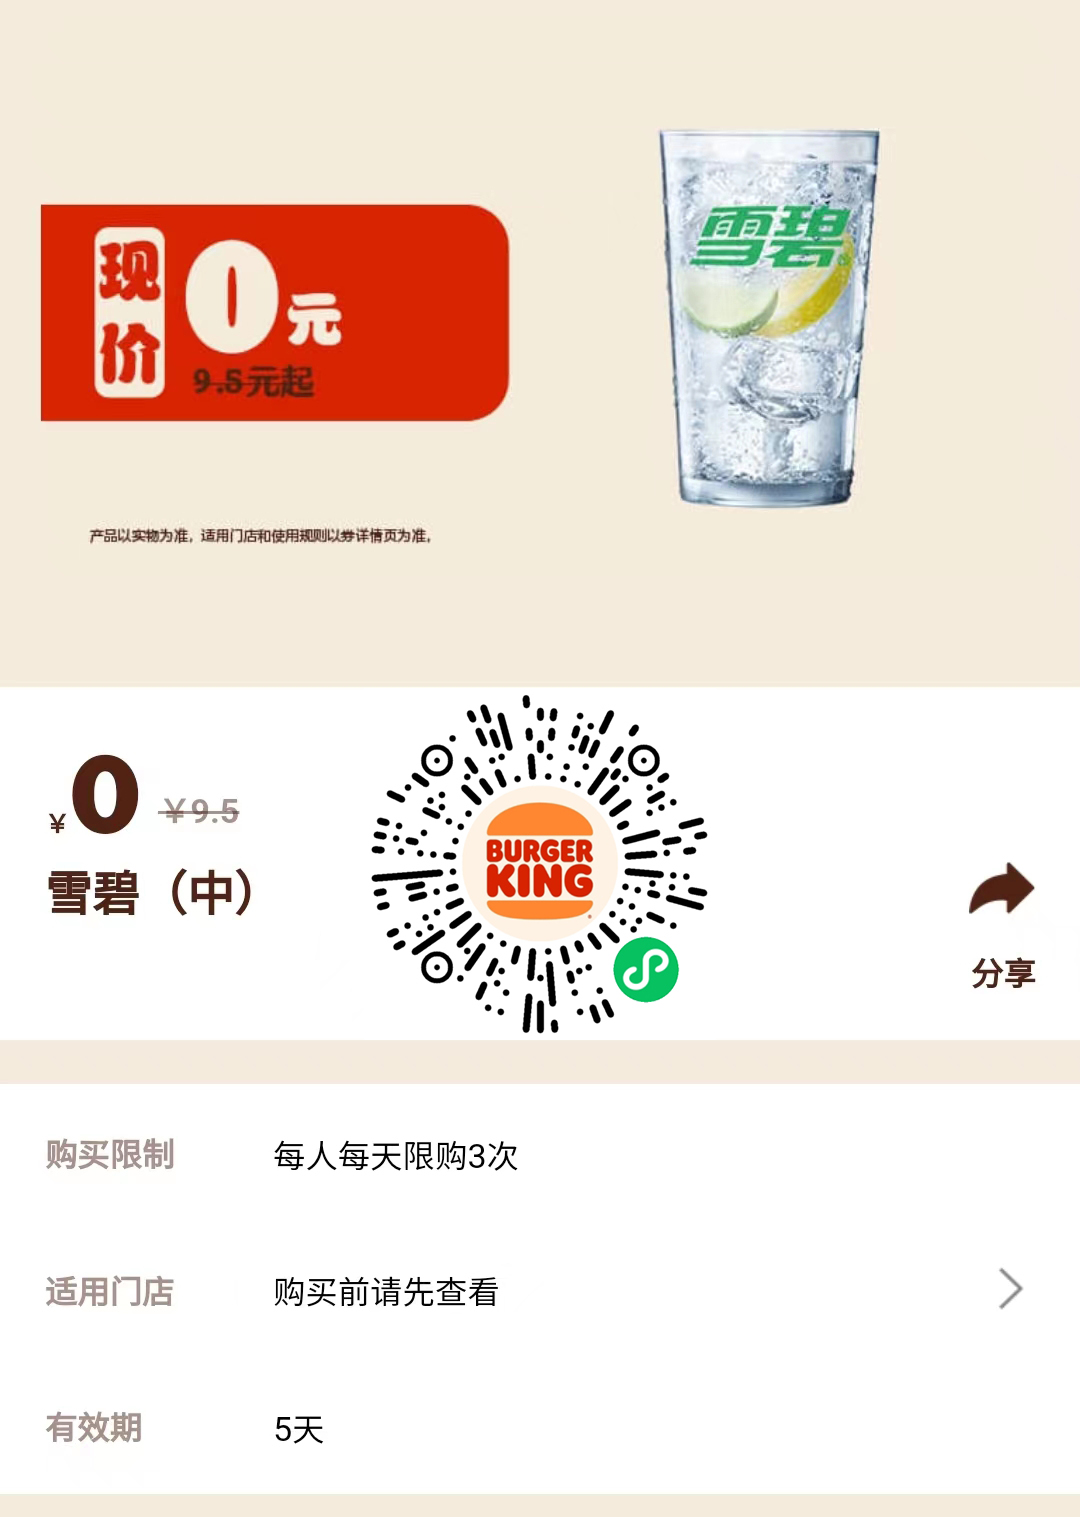 现价
0元
9.5元起
雪碧
产品以实物为准，适用门店和使用规则以券详情页为准。
¥0 ¥9.5
雪碧（中）
BURGER
KING
分享
购买限制 每人每天限购3次
适用门店 购买前请先查看
有效期 5天